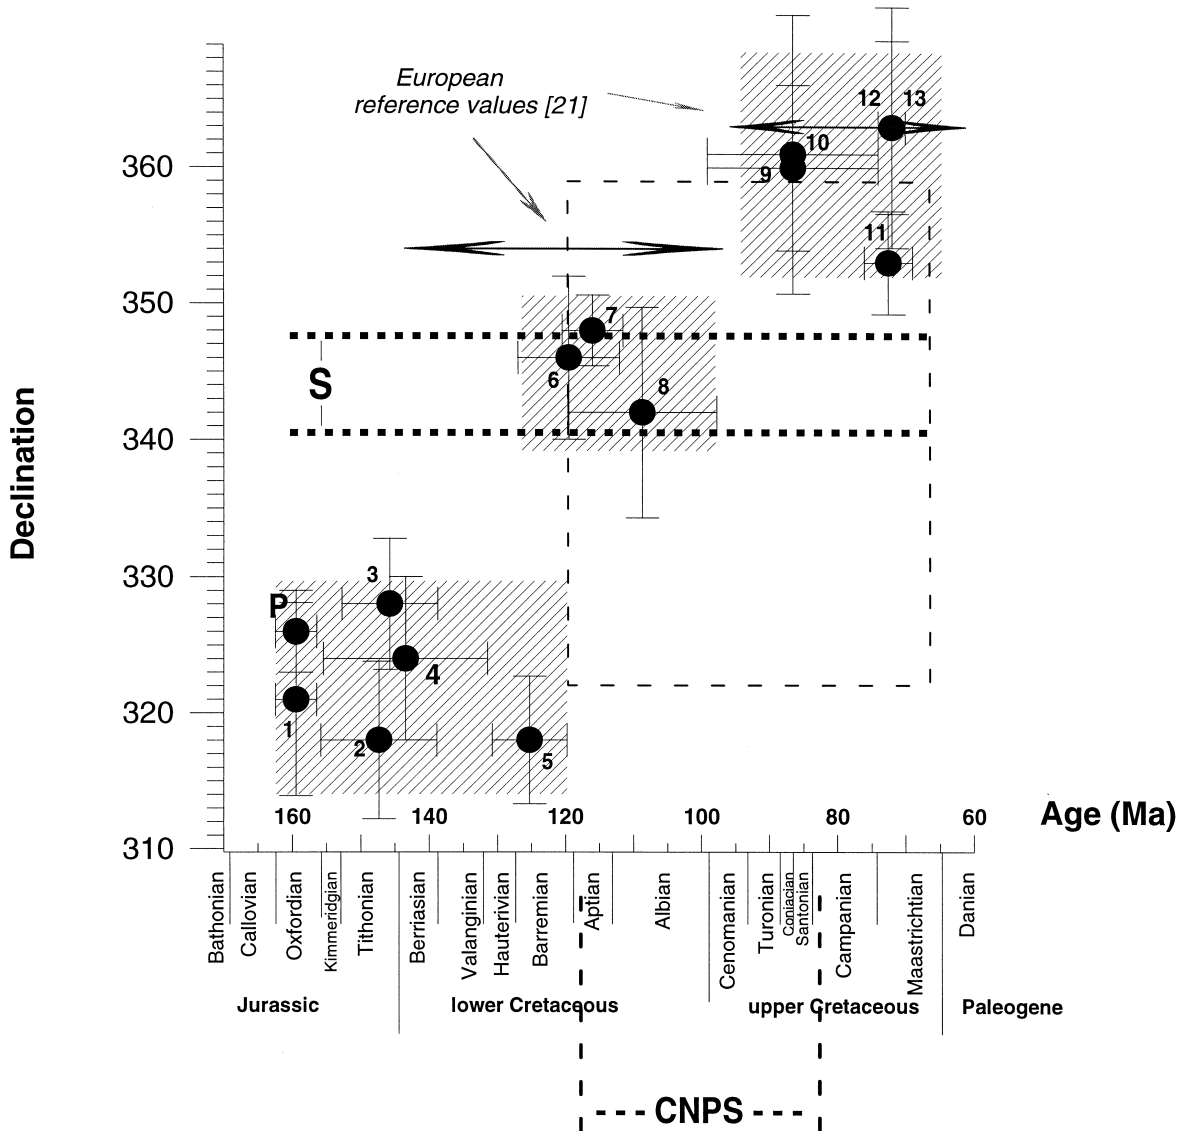 European
reference values [21]
12 13
10
9
11
360
350
340
330
320
310
Declination
7
6
8
S
3
P
4
1
2
5
160 140 120 100 80 60
Age (Ma)
Bathonian
Callovian
Oxfordian
Kimmeridgian
Tithonian
Berriasian
Valanginian
Hauterivian
Barremian
Aptian
Albian
Cenomanian
Turonian
Coniacian
Santonian
Campanian
Maastrichtian
Danian
Jurassic lower Cretaceous upper Cretaceous Paleogene
CNPS